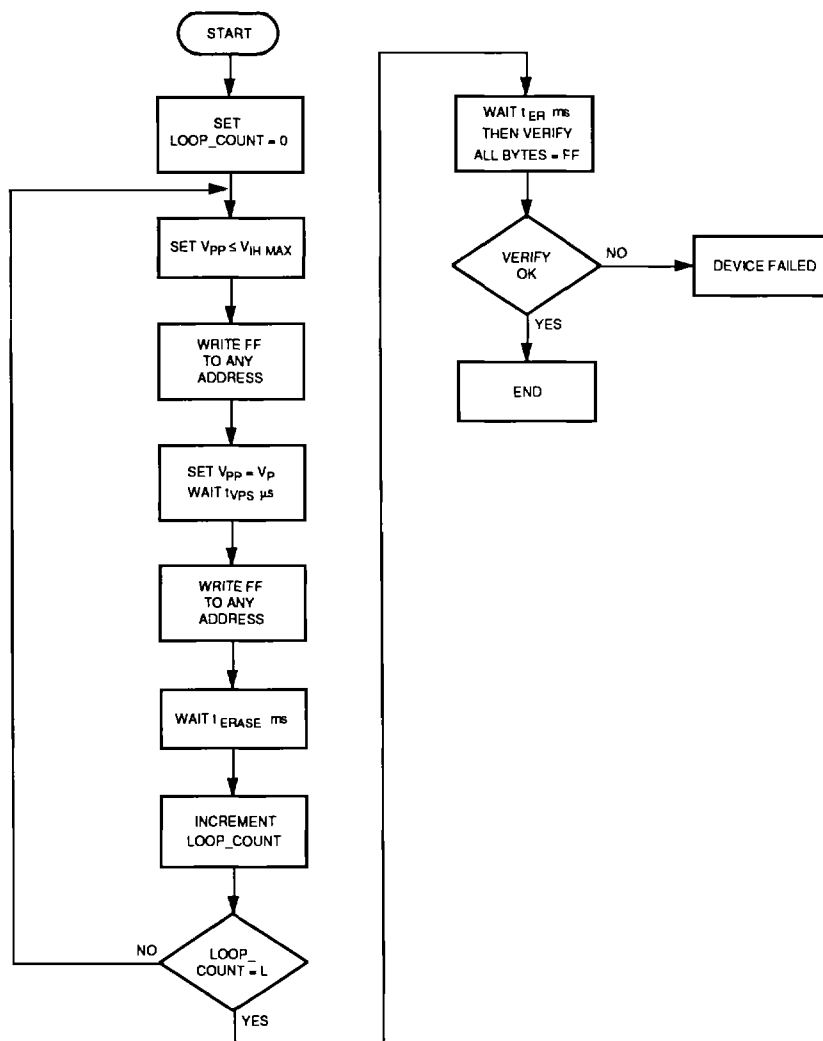 START
SET
LOOP_COUNT = 0
SET VPP ≤ VIH MAX
WRITE FF
TO ANY
ADDRESS
SET VPP = VP
WAIT tVPS μs
WRITE FF
TO ANY
ADDRESS
WAIT tERASE ms
INCREMENT
LOOP_COUNT
LOOP_
COUNT = L
NO
YES
WAIT tER ms
THEN VERIFY
ALL BYTES = FF
VERIFY
OK
NO
DEVICE FAILED
YES
END